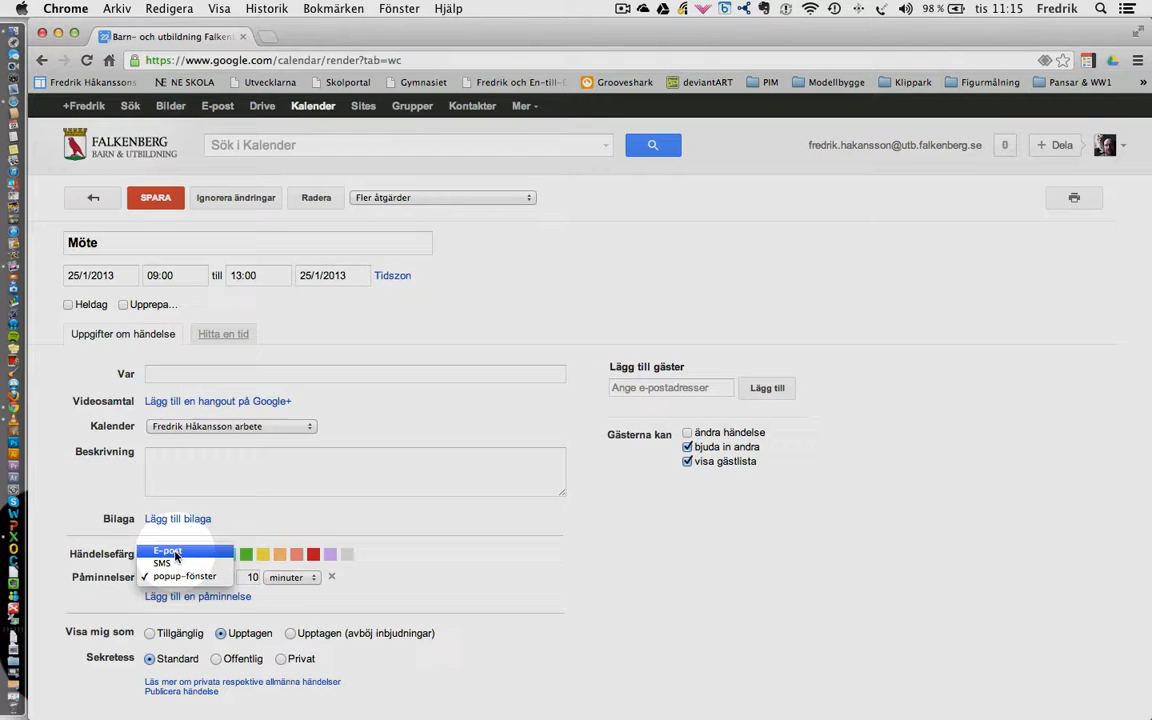 Chrome Arkiv Redigera Visa Historik Bokmärken Fönster Hjälp 98 % tis 11:15 Fredrik
Barn- och utbildning Falken
https://www.google.com/calendar/render?tab=wc
Fredrik Håkanssons NE SKOLA Utvecklarna Skolportal Gymnasiet Fredrik och En-till-E Grooveshark deviantART PIM Modellbygge Klippark Figurmålning Pansar & WW1 »
+Fredrik Sök Bilder E-post Drive Kalender Sites Grupper Kontakter Mer
FALKENBERG
BARN & UTBILDNING
Sök i Kalender
fredrik.hakansson@utb.falkenberg.se 0 + Dela
SPARA Ignorera ändringar Radera Fler åtgärder
Möte
25/1/2013 09:00 till 13:00 25/1/2013 Tidszon
Heldag Upprepa...
Uppgifter om händelse Hitta en tid
Var
Videosamtal Lägg till en hangout på Google+
Kalender Fredrik Håkansson arbete
Beskrivning
Bilaga Lägg till bilaga
Händelsefärg
E-post
SMS
Påminnelser ✓ popup-fönster 10 minuter ×
Lägg till en påminnelse
Visa mig som Tillgänglig Upptagen Upptagen (avböj inbjudningar)
Sekretess Standard Offentlig Privat
Läs mer om privata respektive allmänna händelser
Publicera händelse
Lägg till gäster
Ange e-postadresser Lägg till
Gästerna kan ändra händelse
bjuda in andra
visa gästlista